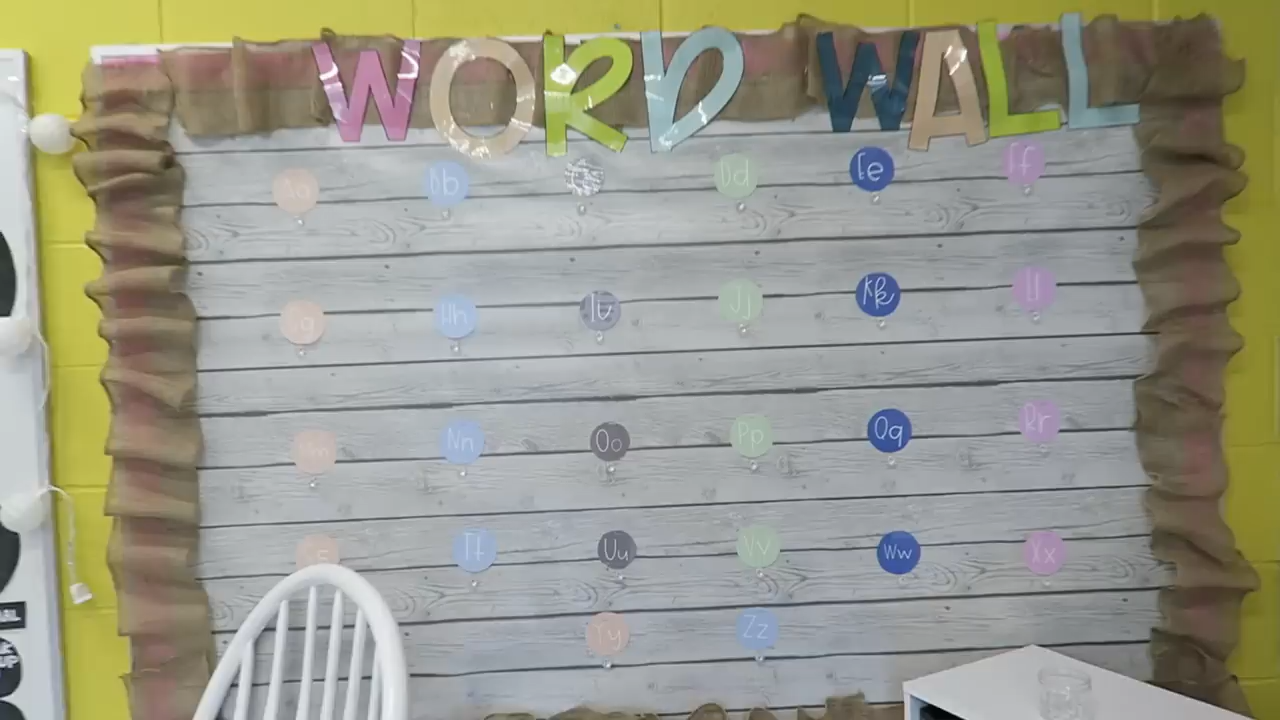 WORD WALL
Aa Bb Dd Ee Ff
Gg Hh Ii Jj Kk Ll
Mm Nn Oo Pp Qq Rr
Ss Tt Uu Vv Ww Xx
Yy Zz